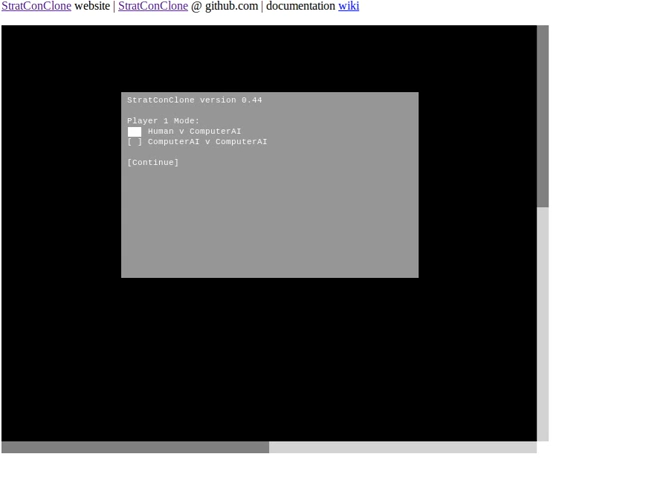 StratConClone website | StratConClone @ github.com | documentation wiki
StratConClone version 0.44
Player 1 Mode:
Human v ComputerAI
[ ] ComputerAI v ComputerAI
[Continue]